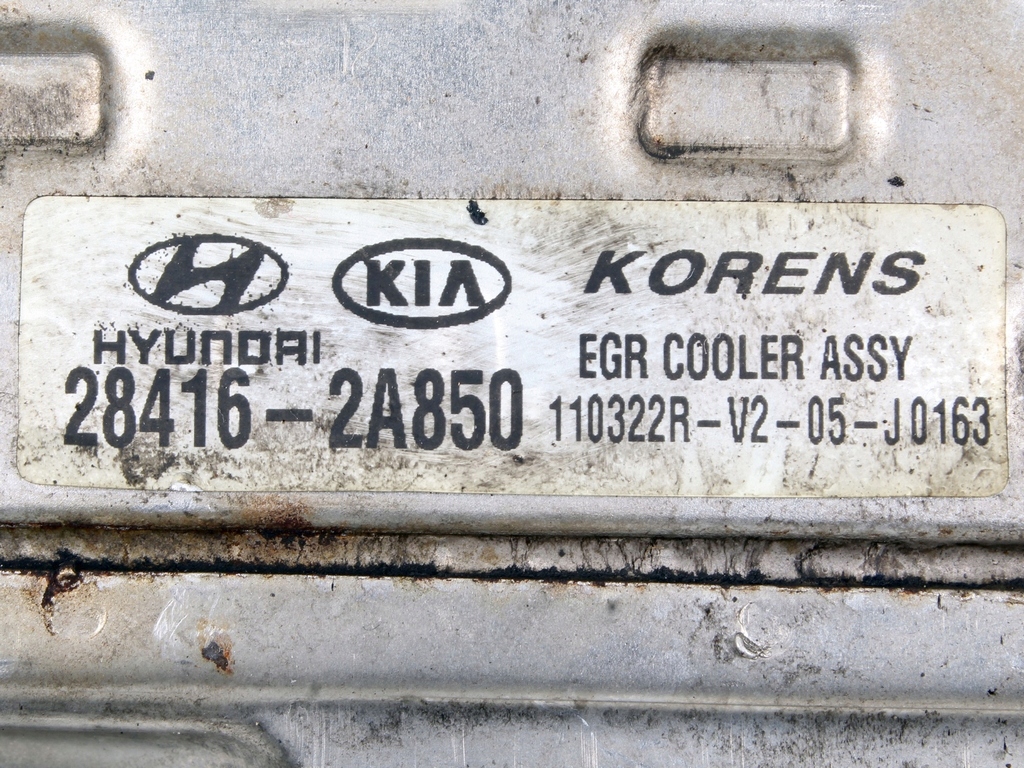 HYUNDAI
KIA
KORENS
28416-2A850
EGR COOLER ASSY
110322R-V2-05-J0163